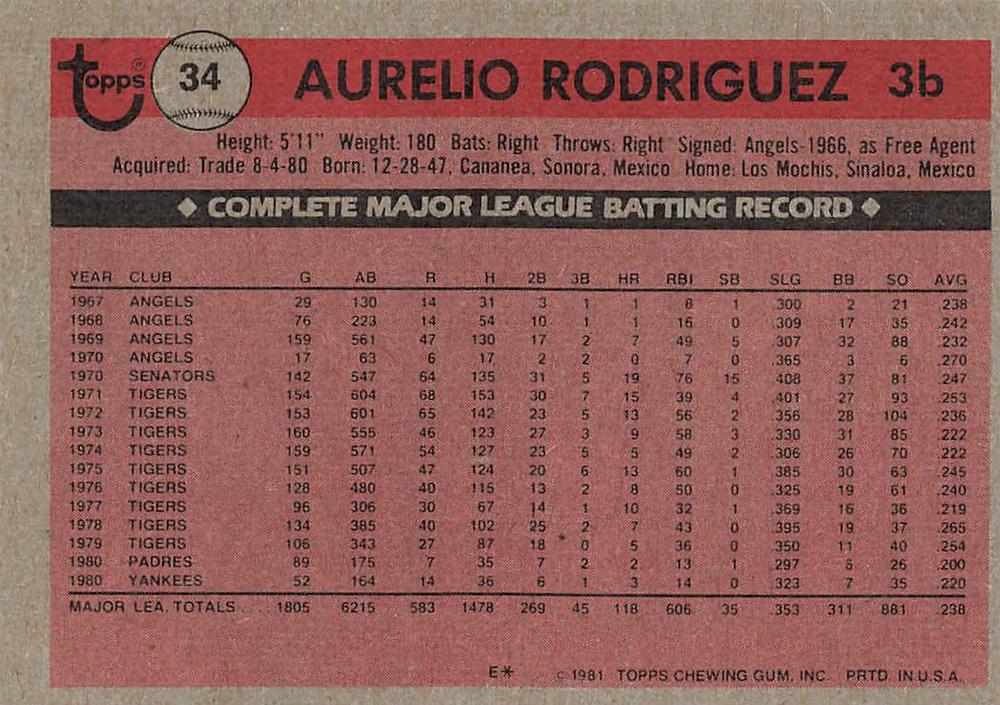 Topps® 34 AURELIO RODRIGUEZ 3b
Height: 5'11" Weight: 180 Bats: Right Throws: Right Signed: Angels-1966, as Free Agent
Acquired: Trade 8-4-80 Born: 12-28-47, Cananea, Sonora, Mexico Home: Los Mochis, Sinaloa, Mexico
◆ COMPLETE MAJOR LEAGUE BATTING RECORD ◆
YEAR CLUB G AB R H 2B 3B HR RBI SB SLG BB SO AVG
1967 ANGELS 29 130 14 31 3 1 1 8 1 .300 2 21 .238
1968 ANGELS 76 223 14 54 10 1 1 16 0 .309 17 35 .242
1969 ANGELS 159 561 47 130 17 2 7 49 5 .307 32 88 .232
1970 ANGELS 17 63 6 17 2 2 0 7 0 .365 3 6 .270
1970 SENATORS 142 547 64 135 31 5 19 76 15 .408 37 81 .247
1971 TIGERS 154 604 68 153 30 7 15 39 4 .401 27 93 .253
1972 TIGERS 153 601 65 142 23 5 13 56 2 .356 28 104 .236
1973 TIGERS 160 555 46 123 27 3 9 58 3 .330 31 85 .222
1974 TIGERS 159 571 54 127 23 5 5 49 2 .306 26 70 .222
1975 TIGERS 151 507 47 124 20 6 13 60 1 .385 30 63 .245
1976 TIGERS 128 480 40 115 13 2 8 50 0 .325 19 61 .240
1977 TIGERS 96 306 30 67 14 1 10 32 1 .369 16 36 .219
1978 TIGERS 134 385 40 102 25 2 7 43 0 .395 19 37 .265
1979 TIGERS 106 343 27 87 18 0 5 36 0 .350 11 40 .254
1980 PADRES 89 175 7 35 7 2 2 13 1 .297 6 26 .200
1980 YANKEES 52 164 14 36 6 1 3 14 0 .323 7 35 .220
MAJOR LEA. TOTALS .... 1805 6215 583 1478 269 45 118 606 35 .353 311 881 .238
E* © 1981 TOPPS CHEWING GUM, INC. PRTD. IN U.S.A.